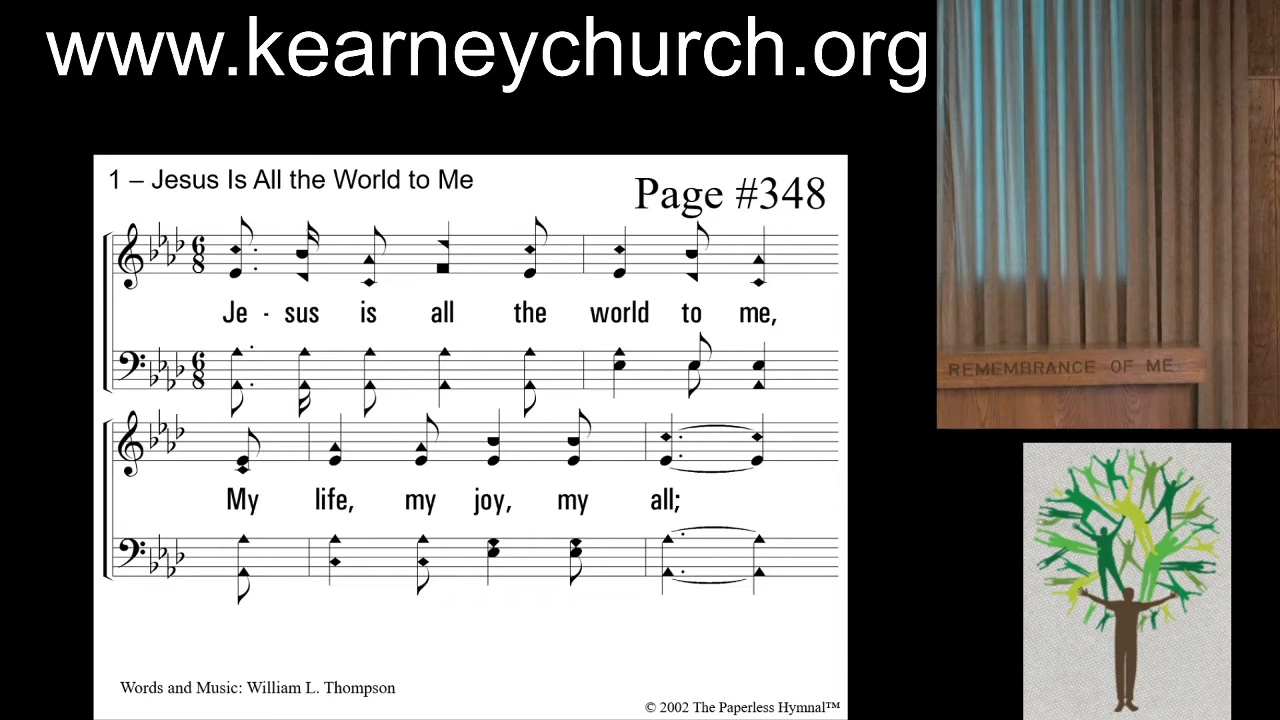 www.kearneychurch.org
1 – Jesus Is All the World to Me
Page #348
Je - sus is all the world to me,
My life, my joy, my all;
Words and Music: William L. Thompson
© 2002 The Paperless Hymnal™
REMEMBRANCE OF ME